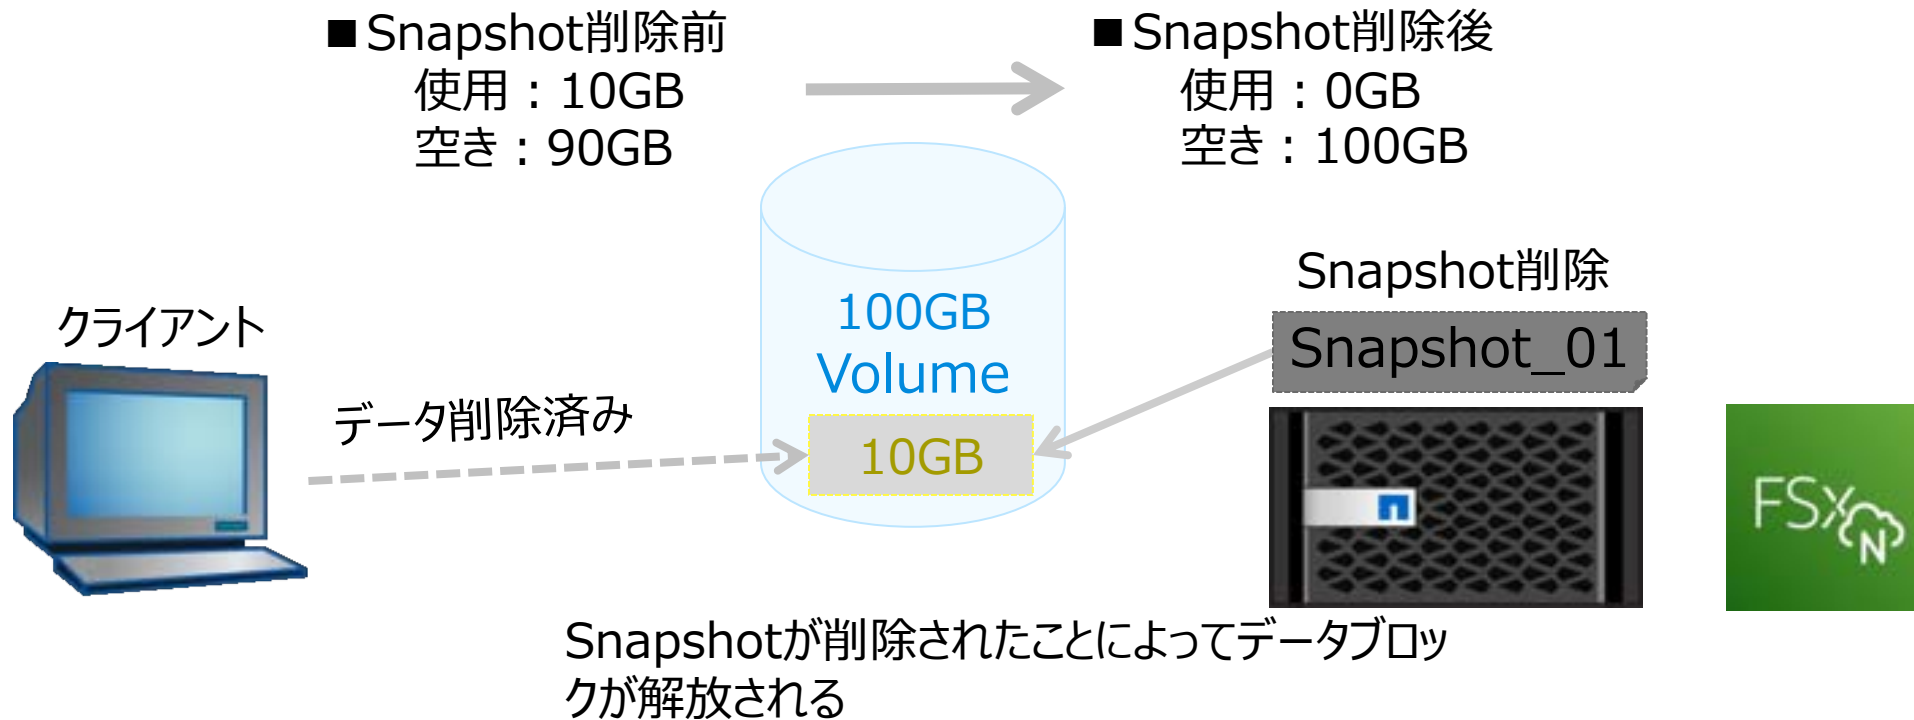 ■Snapshot削除前
使用：10GB
空き：90GB
■Snapshot削除後
使用：0GB
空き：100GB
Snapshot削除
クライアント
100GB
Volume
Snapshot_01
データ削除済み
10GB
FSx
N
Snapshotが削除されたことによってデータブロッ
クが解放される